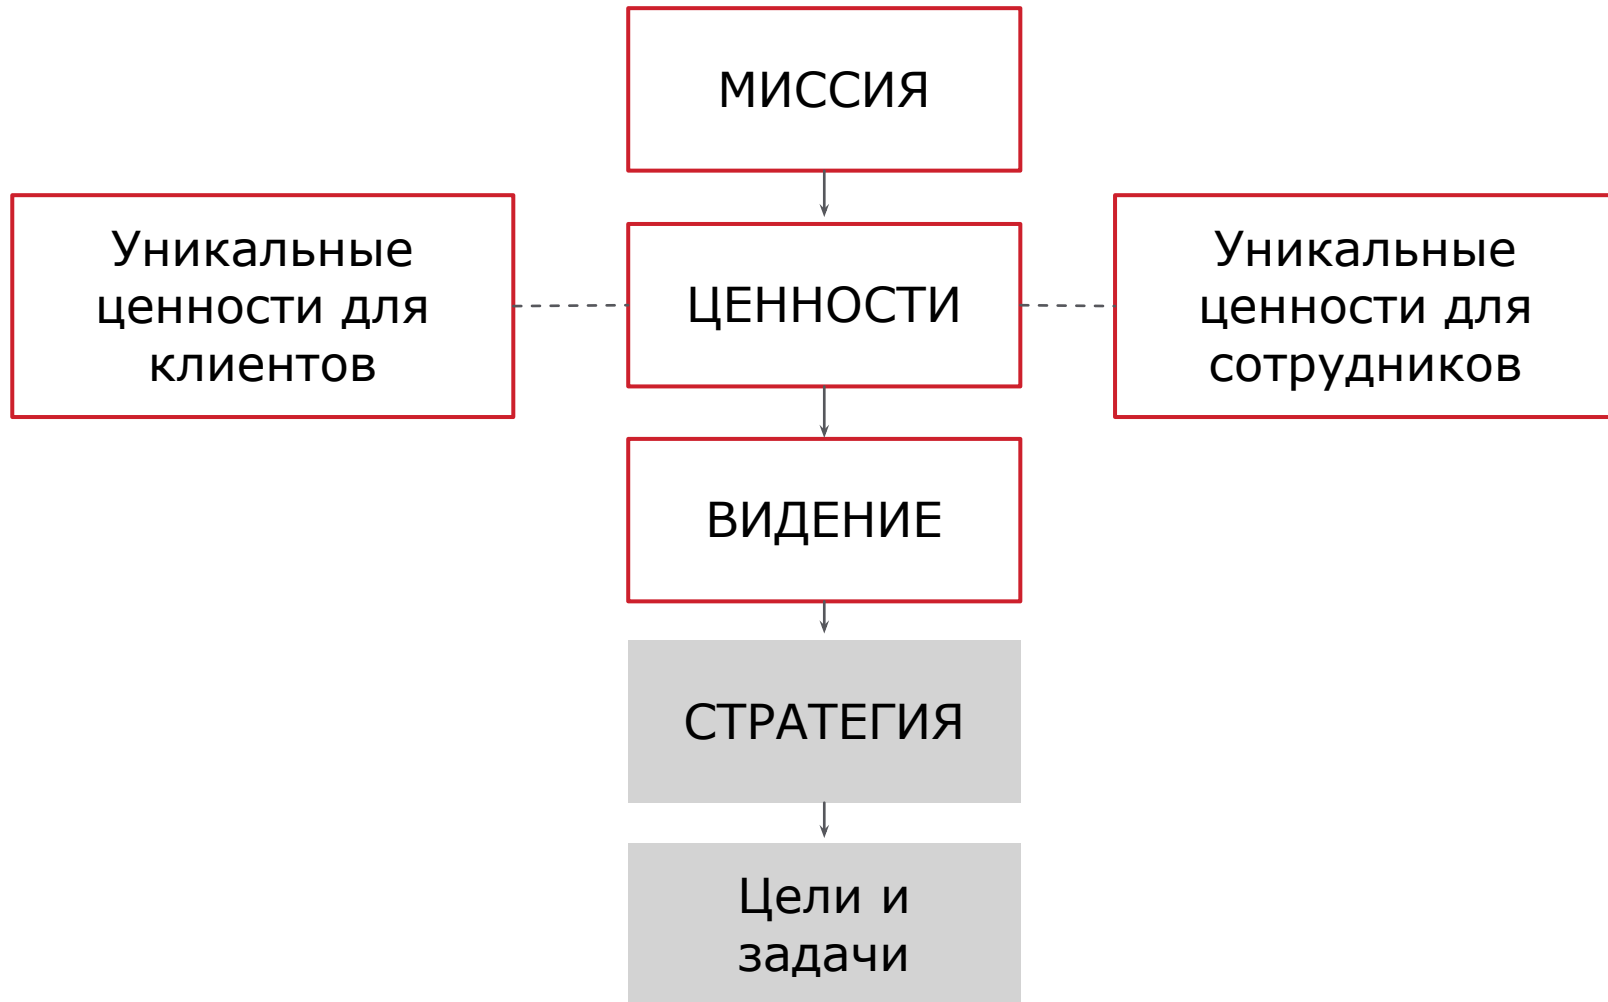 МИССИЯ
Уникальные
ценности для
клиентов
ЦЕННОСТИ
Уникальные
ценности для
сотрудников
ВИДЕНИЕ
СТРАТЕГИЯ
Цели и
задачи